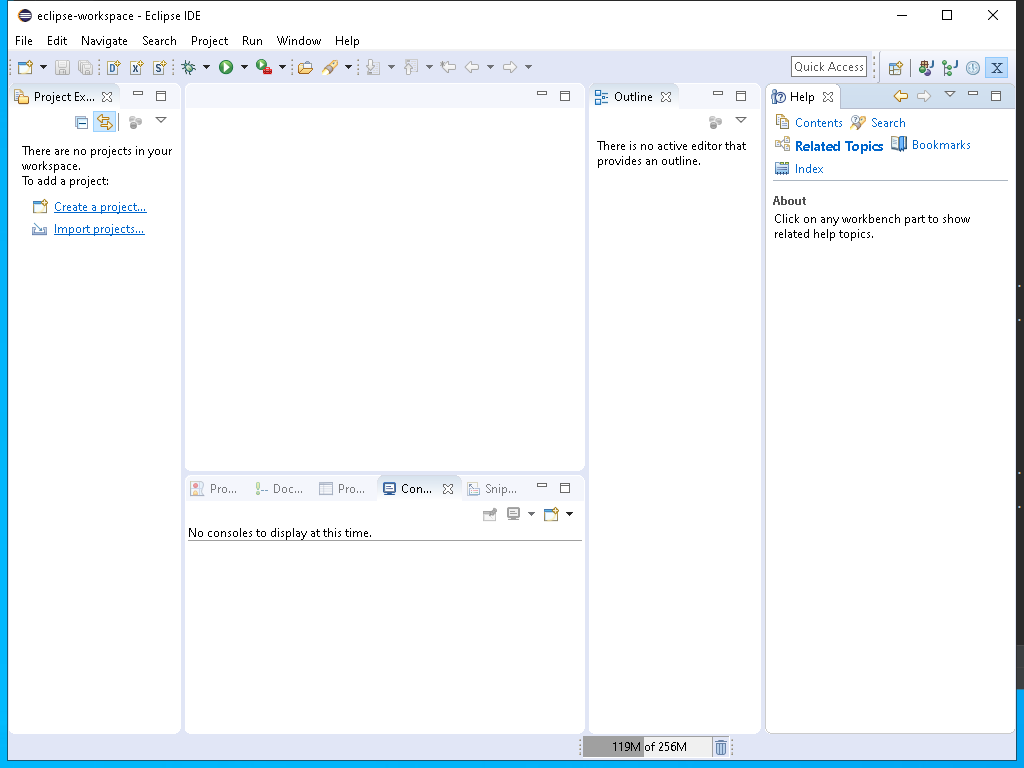 eclipse-workspace - Eclipse IDE
File Edit Navigate Search Project Run Window Help
Quick Access
Project Ex...
There are no projects in your
workspace.
To add a project:
Create a project...
Import projects...
Outline
There is no active editor that
provides an outline.
Help
Contents Search
Related Topics Bookmarks
Index
About
Click on any workbench part to show
related help topics.
Pro... Doc... Pro... Con... Snip...
No consoles to display at this time.
119M of 256M